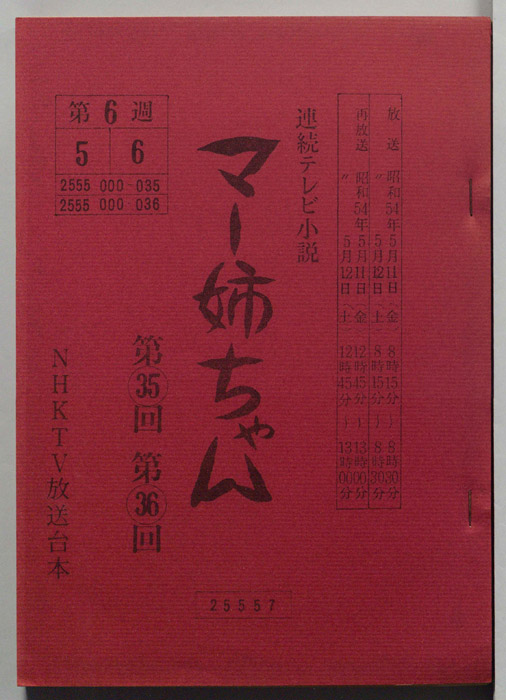 放送 昭和54年5月11日 金 8時15分〜8時30分
〃 5月12日 土 8時15分〜8時30分
再放送 昭和54年5月11日 金 12時45分〜13時00分
〃 5月12日 土 12時45分〜13時00分
連続テレビ小説
マー姉ちゃん
第㉟回 第㊱回
第6週
5 6
2555 000 035
2555 000 036
NHKTV放送台本
25557